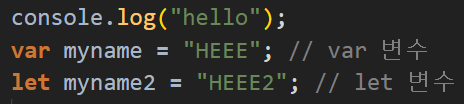 console.log("hello");
var myname = "HEEE"; // var 변수
let myname2 = "HEEE2"; // let 변수